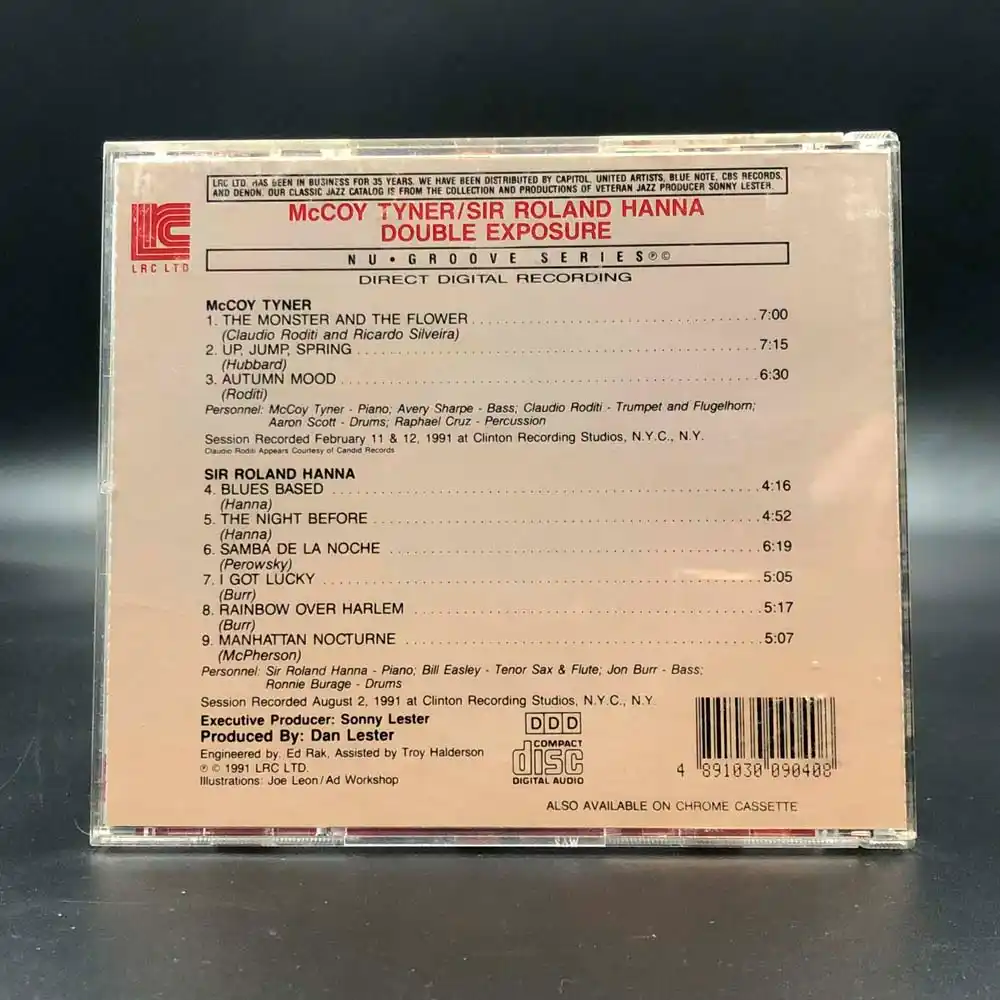 LRC LTD. HAS BEEN IN BUSINESS FOR 35 YEARS. WE HAVE BEEN DISTRIBUTED BY CAPITOL, UNITED ARTISTS, BLUE NOTE, CBS RECORDS,
AND DENON. OUR CLASSIC JAZZ CATALOG IS FROM THE COLLECTION AND PRODUCTIONS OF VETERAN JAZZ PRODUCER SONNY LESTER.
LRC
LRC LTD
McCOY TYNER/SIR ROLAND HANNA
DOUBLE EXPOSURE
NU • GROOVE SERIES ℗©
DIRECT DIGITAL RECORDING
McCOY TYNER
1. THE MONSTER AND THE FLOWER 7:00
(Claudio Roditi and Ricardo Silveira)
2. UP, JUMP, SPRING 7:15
(Hubbard)
3. AUTUMN MOOD 6:30
(Roditi)
Personnel: McCoy Tyner - Piano; Avery Sharpe - Bass; Claudio Roditi - Trumpet and Flugelhorn;
Aaron Scott - Drums; Raphael Cruz - Percussion
Session Recorded February 11 & 12, 1991 at Clinton Recording Studios, N.Y.C., N.Y.
Claudio Roditi Appears Courtesy of Candid Records
SIR ROLAND HANNA
4. BLUES BASED 4:16
(Hanna)
5. THE NIGHT BEFORE 4:52
(Hanna)
6. SAMBA DE LA NOCHE 6:19
(Perowsky)
7. I GOT LUCKY 5:05
(Burr)
8. RAINBOW OVER HARLEM 5:17
(Burr)
9. MANHATTAN NOCTURNE 5:07
(McPherson)
Personnel: Sir Roland Hanna - Piano; Bill Easley - Tenor Sax & Flute; Jon Burr - Bass;
Ronnie Burage - Drums
Session Recorded August 2, 1991 at Clinton Recording Studios, N.Y.C., N.Y.
Executive Producer: Sonny Lester
Produced By: Dan Lester
Engineered by, Ed Rak, Assisted by Troy Halderson
℗ © 1991 LRC LTD.
Illustrations: Joe Leon/Ad Workshop
DDD
COMPACT
disc
DIGITAL AUDIO
4 891030 090408
ALSO AVAILABLE ON CHROME CASSETTE